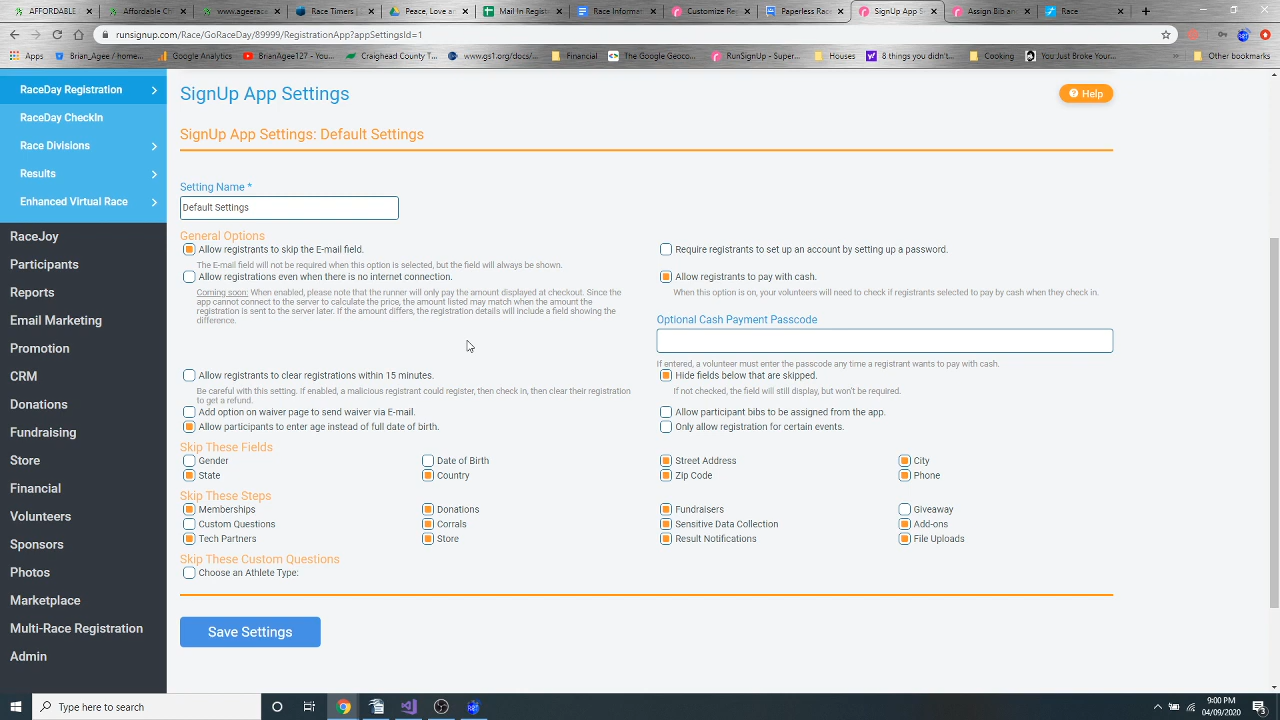 StandbySketball
Approved Catho
Google Drive
Race Agent
Mail In Registr
Race Informati
Customize Rac
Paperless Race
SignUp App Se
Assign Bib and
Race
runsignup.com/Race/GoRaceDay/89999/RegistrationApp?appSettingsId=1
Apps
Brian_Agee / home...
Google Analytics
BrianAgee127 - You...
Craighead County...
www.gs1.org/docs/...
Financial
The Google Geoco...
RunSignUp - Super...
Houses
8 things you didn't...
Cooking
You Just Broke Your...
Other bookmarks
RaceDay Registration
RaceDay CheckIn
Race Divisions
Results
Enhanced Virtual Race
RaceJoy
Participants
Reports
Email Marketing
Promotion
CRM
Donations
Fundraising
Store
Financial
Volunteers
Sponsors
Photos
Marketplace
Multi-Race Registration
Admin
SignUp App Settings
Help
SignUp App Settings: Default Settings
Setting Name *
Default Settings
General Options
Allow registrants to skip the E-mail field.
The E-mail field will not be required when this option is selected, but the field will always be shown.
Require registrants to set up an account by setting up a password.
Allow registrations even when there is no internet connection.
Coming soon: When enabled, please note that the runner will only pay the amount displayed at checkout. Since the
app cannot connect to the server to calculate the price, the amount listed may match when the amount the
registration is sent to the server later. If the amount differs, the registration details will include a field showing the
difference.
Allow registrants to pay with cash.
When this option is on, your volunteers will need to check if registrants selected to pay by cash when they check in.
Optional Cash Payment Passcode
If entered, a volunteer must enter the passcode any time a registrant wants to pay with cash.
Allow registrants to clear registrations within 15 minutes.
Be careful with this setting. If enabled, a malicious registrant could register, then check in, then clear their registration
to get a refund.
Hide fields below that are skipped.
If not checked, the field will still display, but won't be required.
Add option on waiver page to send waiver via E-mail.
Allow participant bibs to be assigned from the app.
Allow participants to enter age instead of full date of birth.
Only allow registration for certain events.
Skip These Fields
Gender
Date of Birth
Street Address
City
State
Country
Zip Code
Phone
Skip These Steps
Memberships
Donations
Fundraisers
Giveaway
Custom Questions
Corrals
Sensitive Data Collection
Add-ons
Tech Partners
Store
Result Notifications
File Uploads
Skip These Custom Questions
Choose an Athlete Type:
Save Settings
Type here to search
9:00 PM
04/09/2020
3